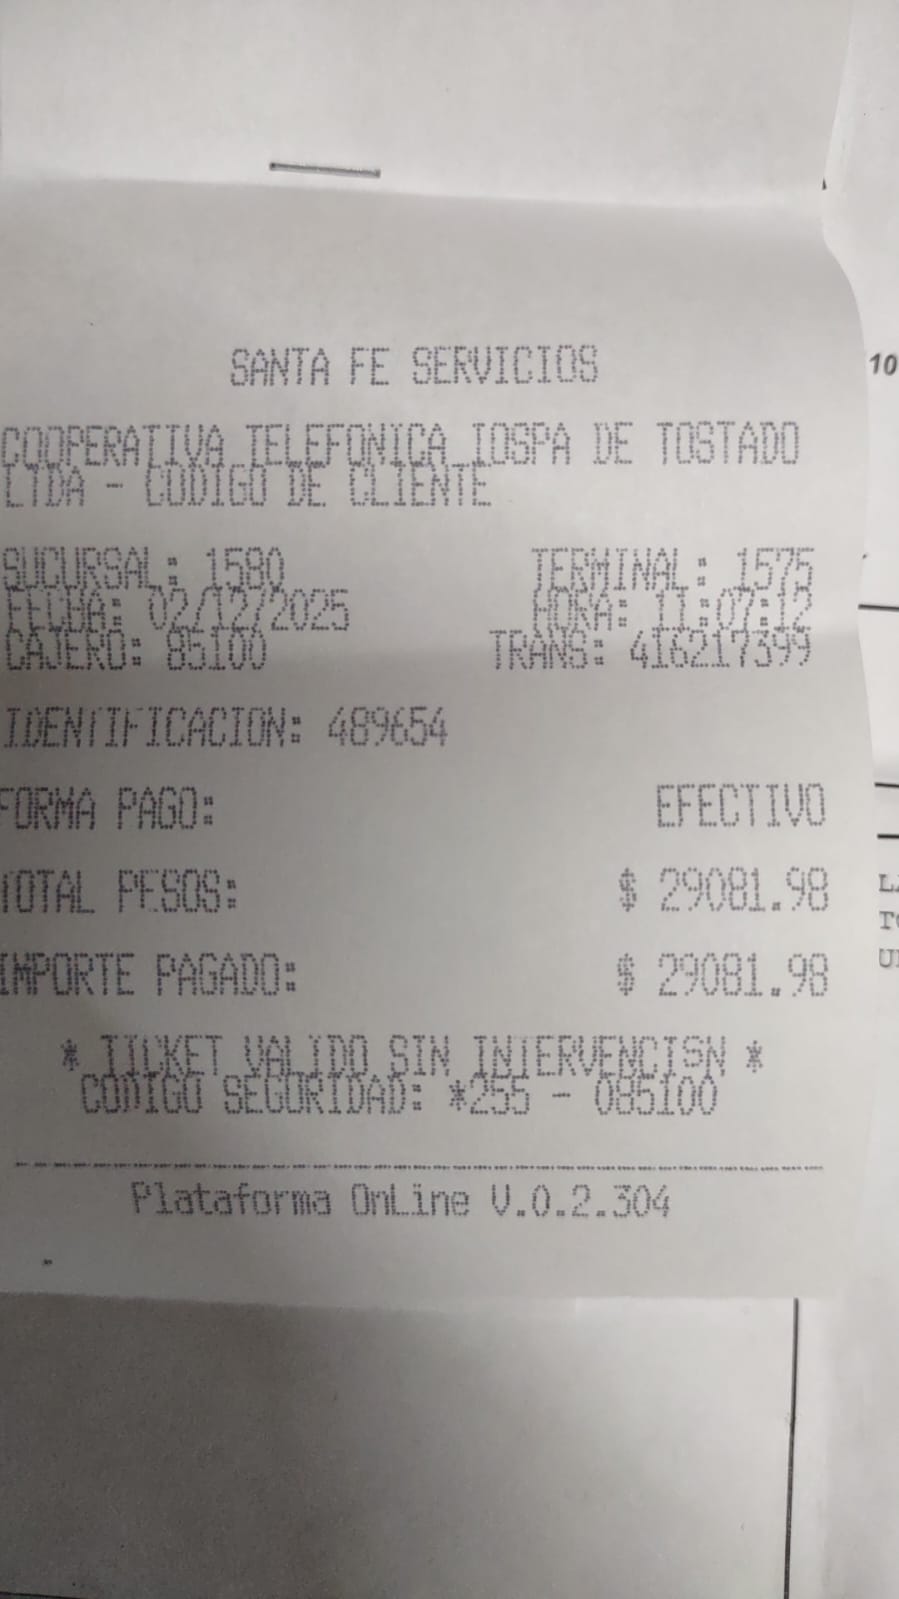 SANTA FE SERVICIOS
COOPERATIVA TELEFONICA IOSPA DE TOSTADO
LTDA - CODIGO DE CLIENTE
SUCURSAL: 1580 TERMINAL: 1575
FECHA: 02/12/2025 HORA: 11:07:12
CAJERO: 85100 TRANS: 416217399
IDENTIFICACION: 489654
FORMA PAGO: EFECTIVO
TOTAL PESOS: $ 29081.98
IMPORTE PAGADO: $ 29081.98
* TICKET VALIDO SIN INTERVENCISN *
CODIGO SEGURIDAD: *255 - 085100
Plataforma OnLine V.0.2.304
10